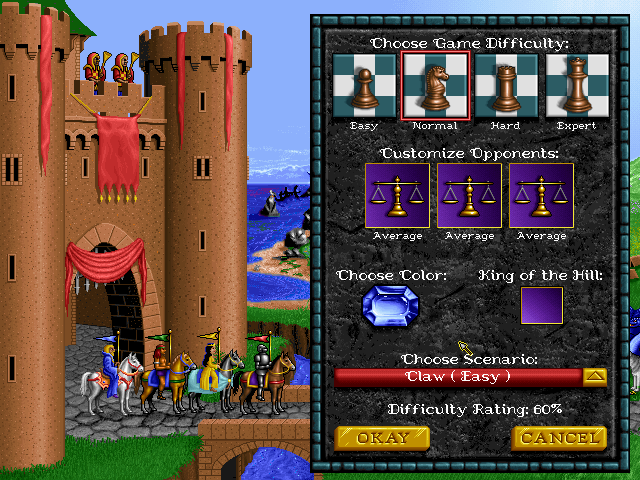 Choose Game Difficulty:
Easy Normal Hard Expert
Customize Opponents:
Average Average Average
Choose Color: King of the Hill:
Choose Scenario:
Claw ( Easy )
Difficulty Rating: 60%
OKAY CANCEL